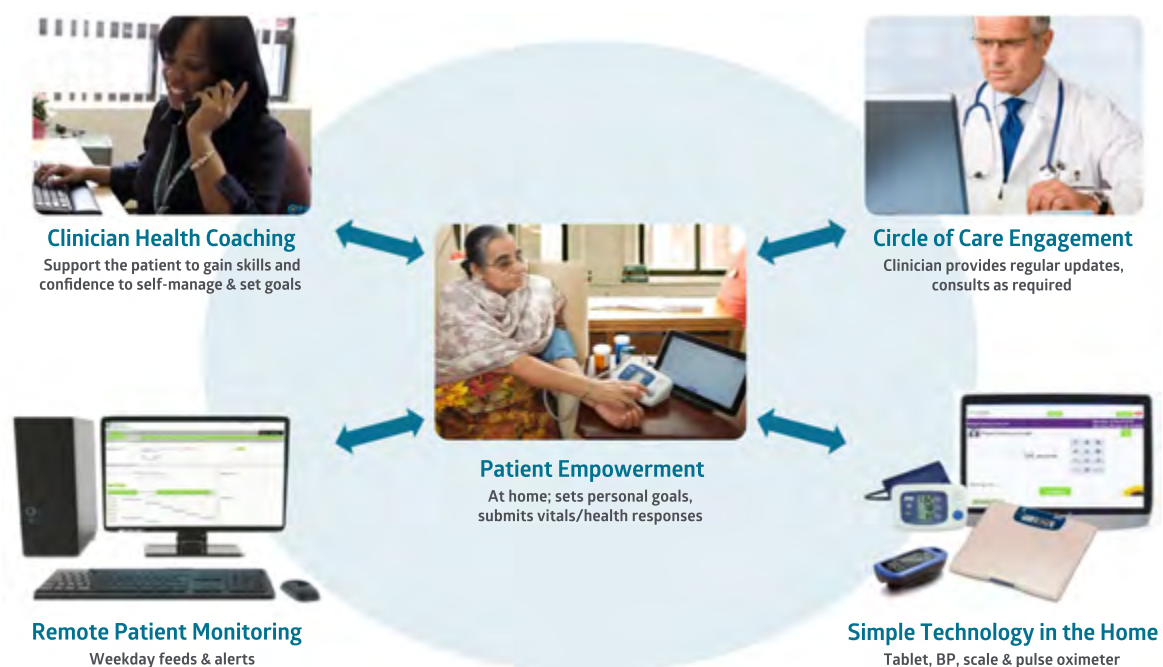 Clinician Health Coaching
Support the patient to gain skills and
confidence to self-manage & set goals
Circle of Care Engagement
Clinician provides regular updates,
consults as required
Patient Empowerment
At home; sets personal goals,
submits vitals/health responses
Remote Patient Monitoring
Weekday feeds & alerts
Simple Technology in the Home
Tablet, BP, scale & pulse oximeter